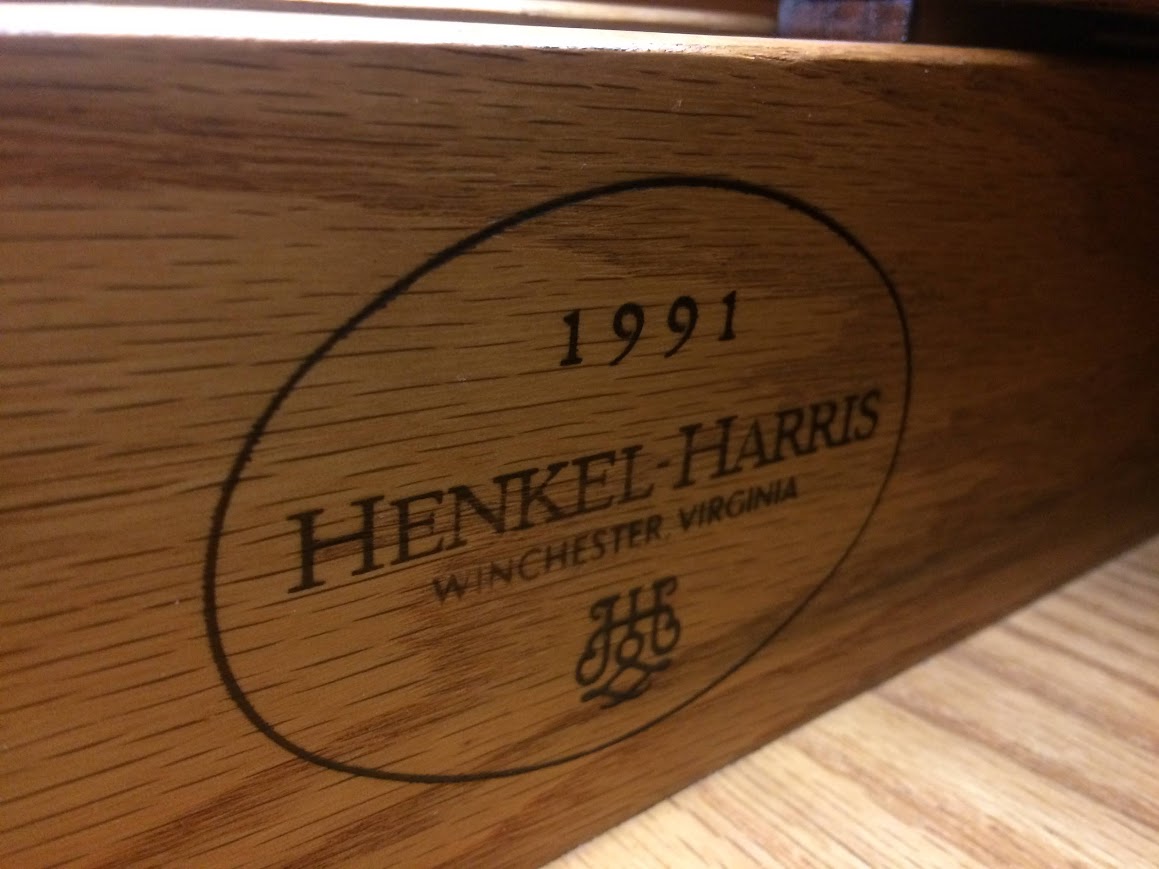 1991
HENKEL-HARRIS
WINCHESTER, VIRGINIA